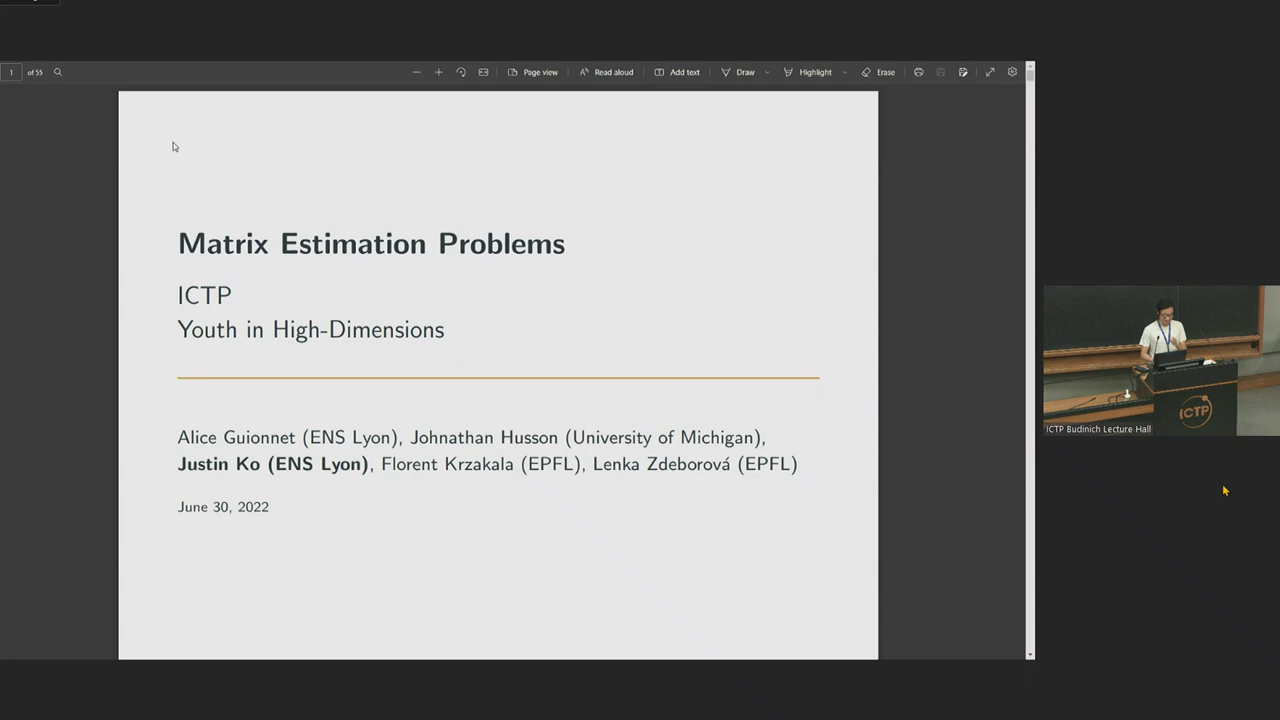 1 of 55 Page view Read aloud Add text Draw Highlight Erase
Matrix Estimation Problems
ICTP
Youth in High-Dimensions
Alice Guionnet (ENS Lyon), Johnathan Husson (University of Michigan),
Justin Ko (ENS Lyon), Florent Krzakala (EPFL), Lenka Zdeborová (EPFL)
June 30, 2022
ICTP
ICTP Budinich Lecture Hall